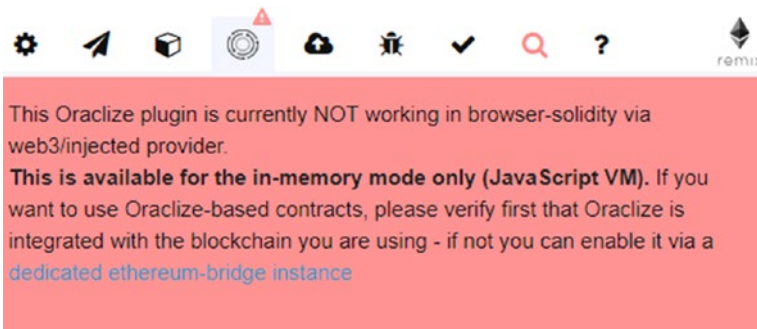 ?
remix
This Oraclize plugin is currently NOT working in browser-solidity via
web3/injected provider.
This is available for the in-memory mode only (JavaScript VM). If you
want to use Oraclize-based contracts, please verify first that Oraclize is
integrated with the blockchain you are using - if not you can enable it via a
dedicated ethereum-bridge instance